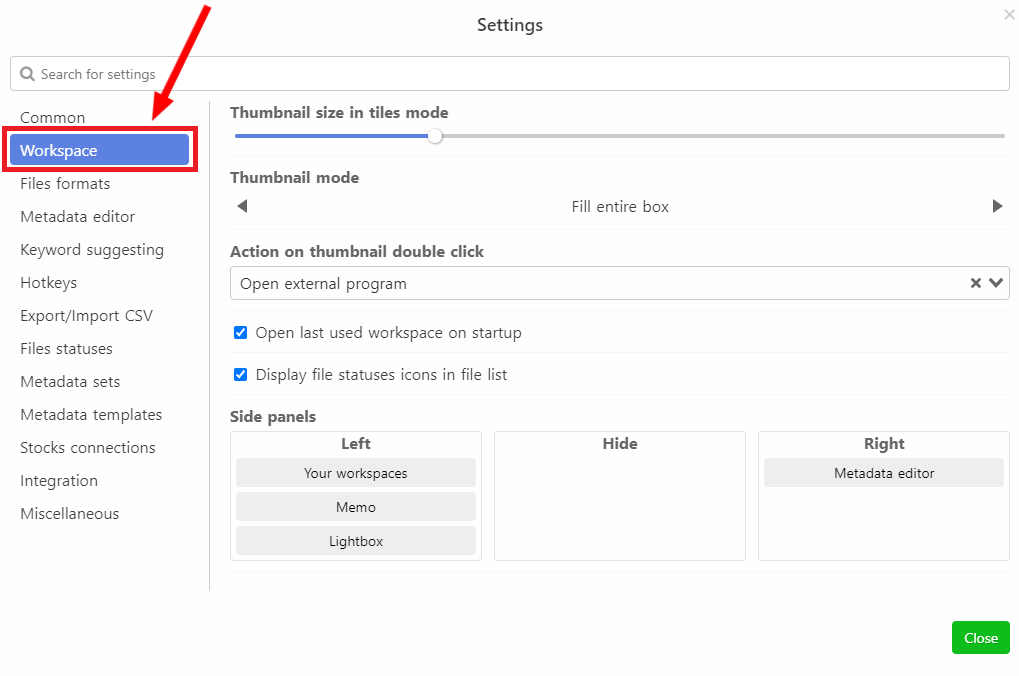 Settings
Search for settings
Common
Workspace
Files formats
Metadata editor
Keyword suggesting
Hotkeys
Export/Import CSV
Files statuses
Metadata sets
Metadata templates
Stocks connections
Integration
Miscellaneous
Thumbnail size in tiles mode
Thumbnail mode
Fill entire box
Action on thumbnail double click
Open external program
Open last used workspace on startup
Display file statuses icons in file list
Side panels
Left
Your workspaces
Memo
Lightbox
Hide
Right
Metadata editor
Close